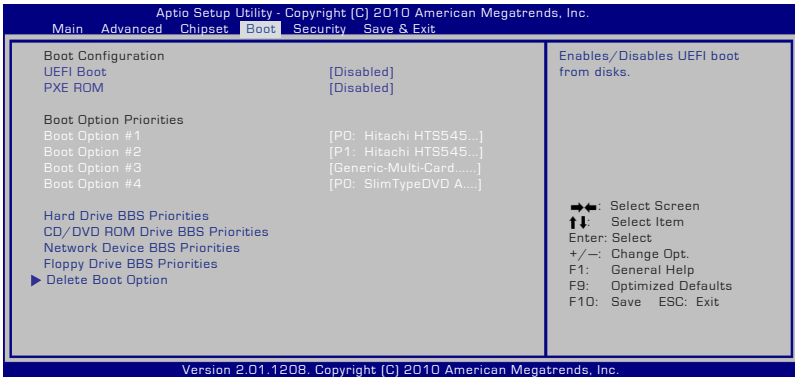 Aptio Setup Utility - Copyright (C) 2010 American Megatrends, Inc.
Main Advanced Chipset Boot Security Save & Exit
Boot Configuration
UEFI Boot [Disabled]
PXE ROM [Disabled]
Boot Option Priorities
Boot Option #1 [P0: Hitachi HTS545...]
Boot Option #2 [P1: Hitachi HTS545...]
Boot Option #3 [Generic-Multi-Card......]
Boot Option #4 [P0: SlimTypeDVD A....]
Hard Drive BBS Priorities
CD/DVD ROM Drive BBS Priorities
Network Device BBS Priorities
Floppy Drive BBS Priorities
Delete Boot Option
Enables/Disables UEFI boot
from disks.
→←: Select Screen
↑↓: Select Item
Enter: Select
+/—: Change Opt.
F1: General Help
F9: Optimized Defaults
F10: Save ESC: Exit
Version 2.01.1208. Copyright (C) 2010 American Megatrends, Inc.